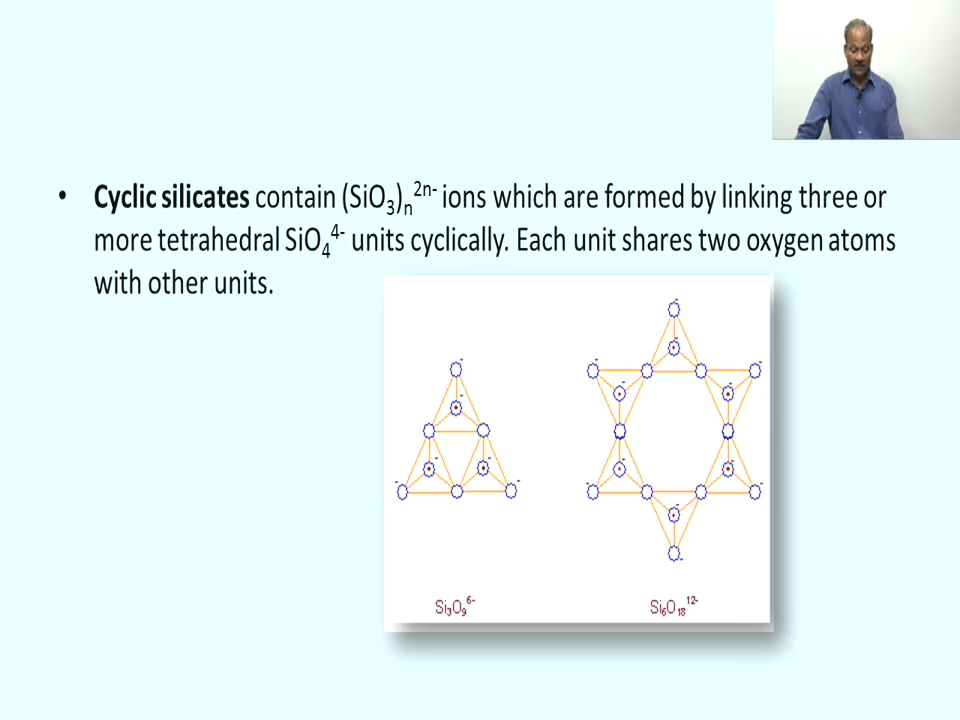 • Cyclic silicates contain (SiO₃)ₙ²ⁿ⁻ ions which are formed by linking three or
more tetrahedral SiO₄⁴⁻ units cyclically. Each unit shares two oxygen atoms
with other units.
Si₃O₉⁶⁻ Si₆O₁₈¹²⁻